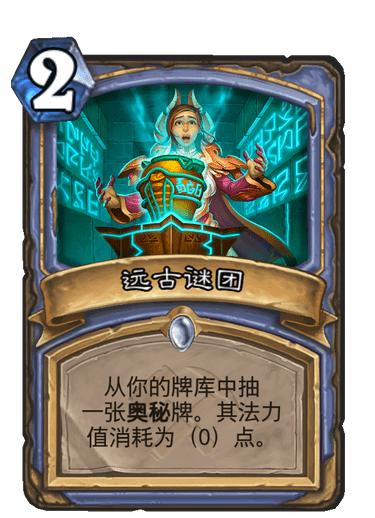 2
远古谜团
从你的牌库中抽
一张奥秘牌。其法力
值消耗为（0）点。